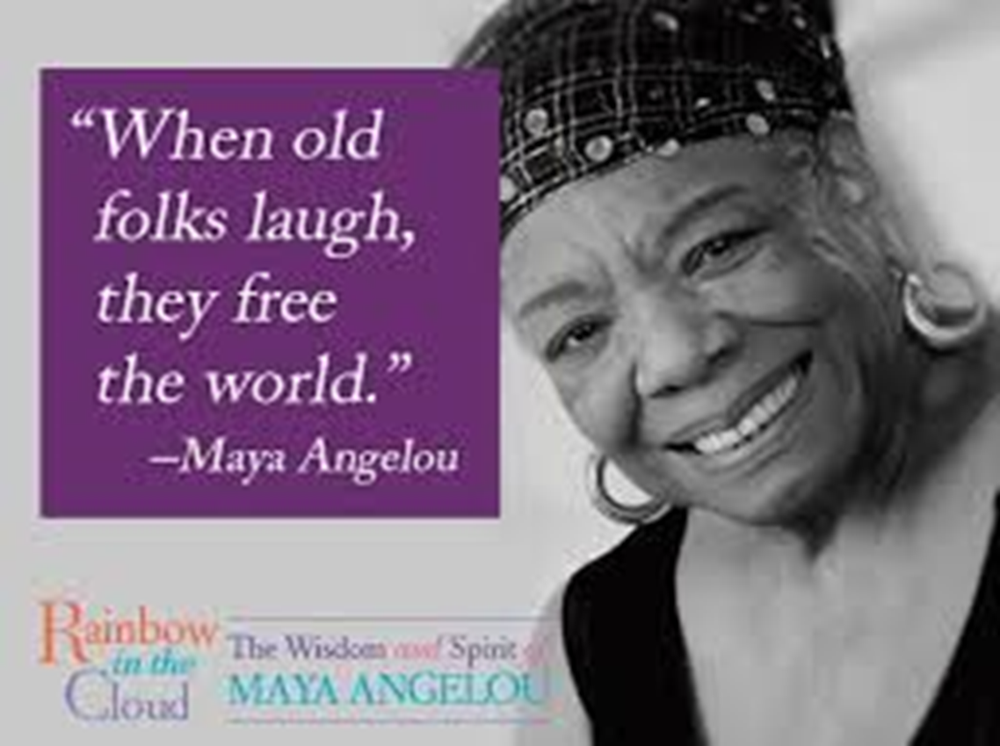 “When old
folks laugh,
they free
the world.”
–Maya Angelou
Rainbow
in the
Cloud
The Wisdom and Spirit of
MAYA ANGELOU